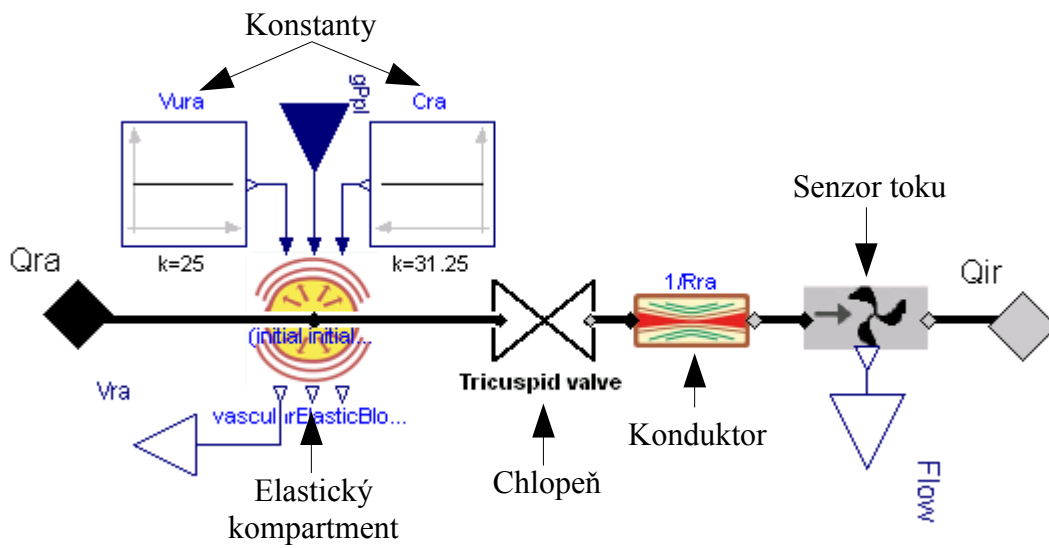 Konstanty
Vura
gPpl
Cra
Senzor toku
Qra
k=25
k=31.25
1/Rra
Qir
(initial,initial...
Vra
Tricuspid valve
vascularElasticBlo...
Konduktor
Elastický
kompartment
Chlopeň
Flow